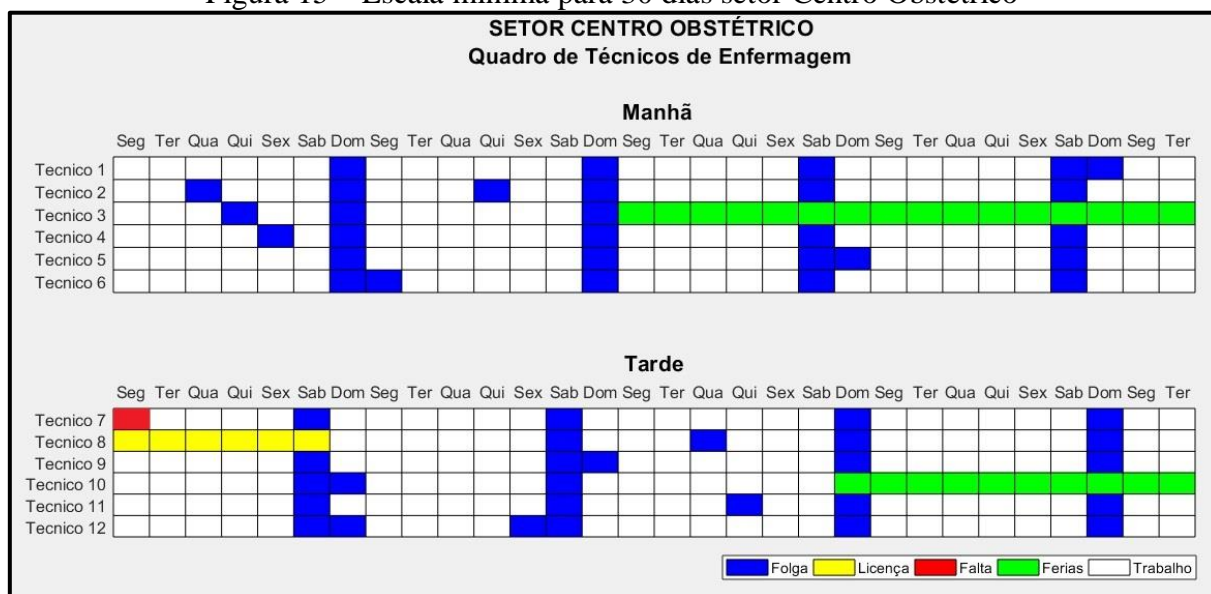 Figura 15 – Escala mínima para 30 dias setor Centro Obstétrico
SETOR CENTRO OBSTÉTRICO
Quadro de Técnicos de Enfermagem
Manhã
Seg Ter Qua Qui Sex Sab Dom Seg Ter Qua Qui Sex Sab Dom Seg Ter Qua Qui Sex Sab Dom Seg Ter Qua Qui Sex Sab Dom Seg Ter
Tecnico 1
Tecnico 2
Tecnico 3
Tecnico 4
Tecnico 5
Tecnico 6
Tarde
Seg Ter Qua Qui Sex Sab Dom Seg Ter Qua Qui Sex Sab Dom Seg Ter Qua Qui Sex Sab Dom Seg Ter Qua Qui Sex Sab Dom Seg Ter
Tecnico 7
Tecnico 8
Tecnico 9
Tecnico 10
Tecnico 11
Tecnico 12
Folga Licença Falta Ferias Trabalho